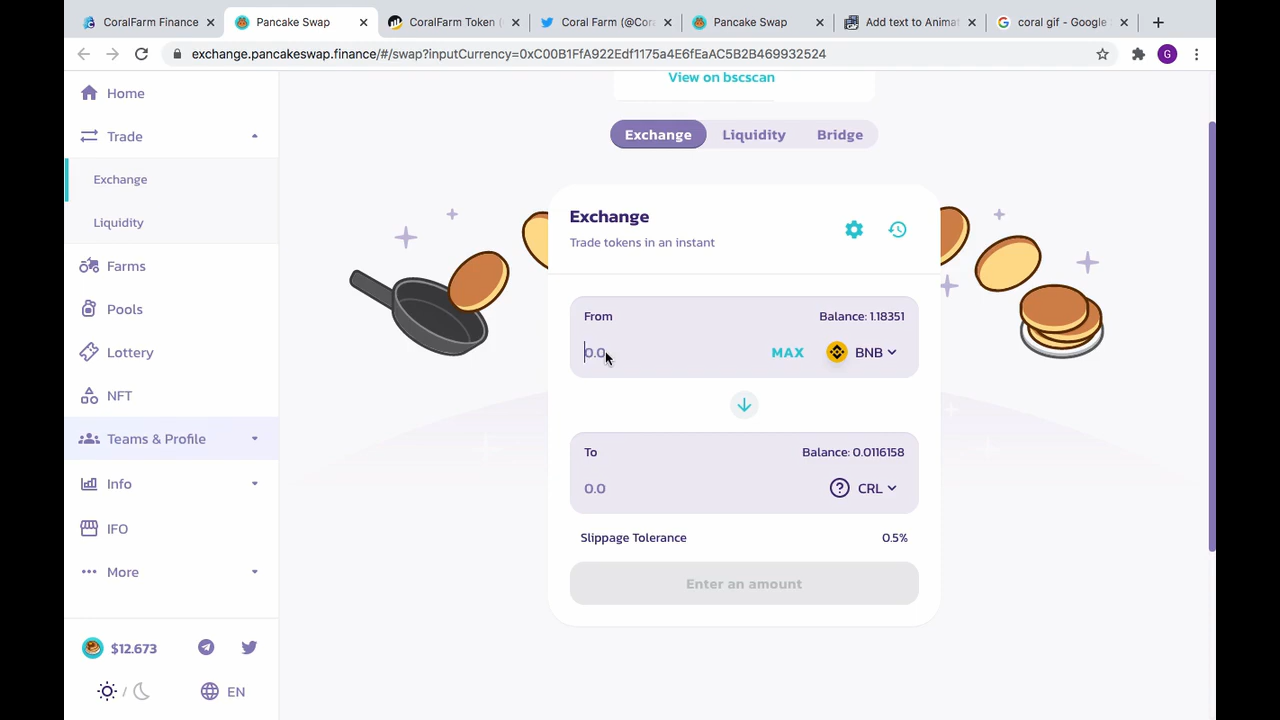 CoralFarm Finance
Pancake Swap
CoralFarm Token (
Coral Farm (@Cora
Pancake Swap
Add text to Animat
coral gif - Google
exchange.pancakeswap.finance/#/swap?inputCurrency=0xC00B1FfA922Edf1175a4E6fEaAC5B2B469932524
G
Home
Trade
Exchange
Liquidity
Farms
Pools
Lottery
NFT
Teams & Profile
Info
IFO
More
$12.673
/
EN
View on bscscan
Exchange Liquidity Bridge
Exchange
Trade tokens in an instant
From Balance: 1.18351
0.0 MAX BNB
To Balance: 0.0116158
0.0 ? CRL
Slippage Tolerance 0.5%
Enter an amount